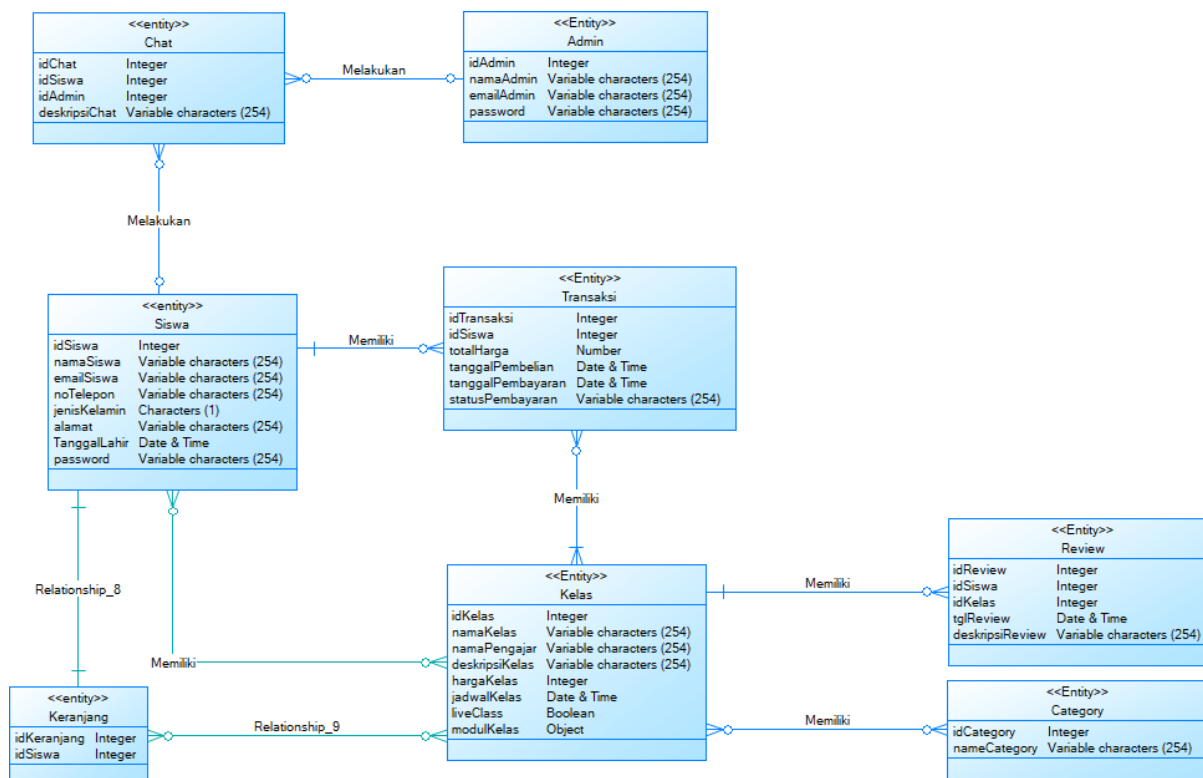 <<entity>>
Chat
idChat Integer
idSiswa Integer
idAdmin Integer
deskripsiChat Variable characters (254)
Melakukan
<<Entity>>
Admin
idAdmin Integer
namaAdmin Variable characters (254)
emailAdmin Variable characters (254)
password Variable characters (254)
Melakukan
<<entity>>
Siswa
idSiswa Integer
namaSiswa Variable characters (254)
emailSiswa Variable characters (254)
noTelepon Variable characters (254)
jenisKelamin Characters (1)
alamat Variable characters (254)
TanggalLahir Date & Time
password Variable characters (254)
Memiliki
<<Entity>>
Transaksi
idTransaksi Integer
idSiswa Integer
totalHarga Number
tanggalPembelian Date & Time
tanggalPembayaran Date & Time
statusPembayaran Variable characters (254)
Memiliki
Relationship_8
Memiliki
<<Entity>>
Kelas
idKelas Integer
namaKelas Variable characters (254)
namaPengajar Variable characters (254)
deskripsiKelas Variable characters (254)
hargaKelas Integer
jadwalKelas Date & Time
liveClass Boolean
modulKelas Object
Memiliki
<<Entity>>
Review
idReview Integer
idSiswa Integer
idKelas Integer
tglReview Date & Time
deskripsiReview Variable characters (254)
<<entity>>
Keranjang
idKeranjang Integer
idSiswa Integer
Relationship_9
Memiliki
<<Entity>>
Category
idCategory Integer
nameCategory Variable characters (254)